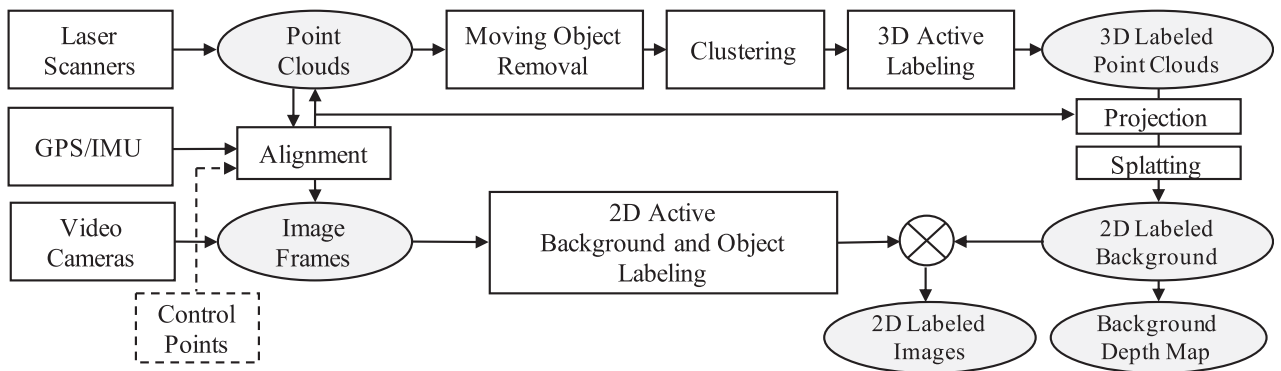 Laser
Scanners
Point
Clouds
Moving Object
Removal
Clustering
3D Active
Labeling
3D Labeled
Point Clouds
GPS/IMU
Alignment
Projection
Splatting
Video
Cameras
Image
Frames
2D Active
Background and Object
Labeling
2D Labeled
Background
Control
Points
2D Labeled
Images
Background
Depth Map